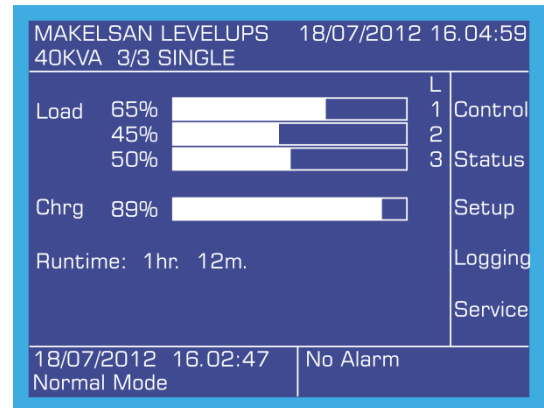 MAKELSAN LEVELUPS 18/07/2012 16.04:59
40KVA 3/3 SINGLE
L
Load 65% 1 Control
45% 2
50% 3 Status
Chrg 89% Setup
Runtime: 1hr. 12m. Logging
Service
18/07/2012 16.02:47 No Alarm
Normal Mode